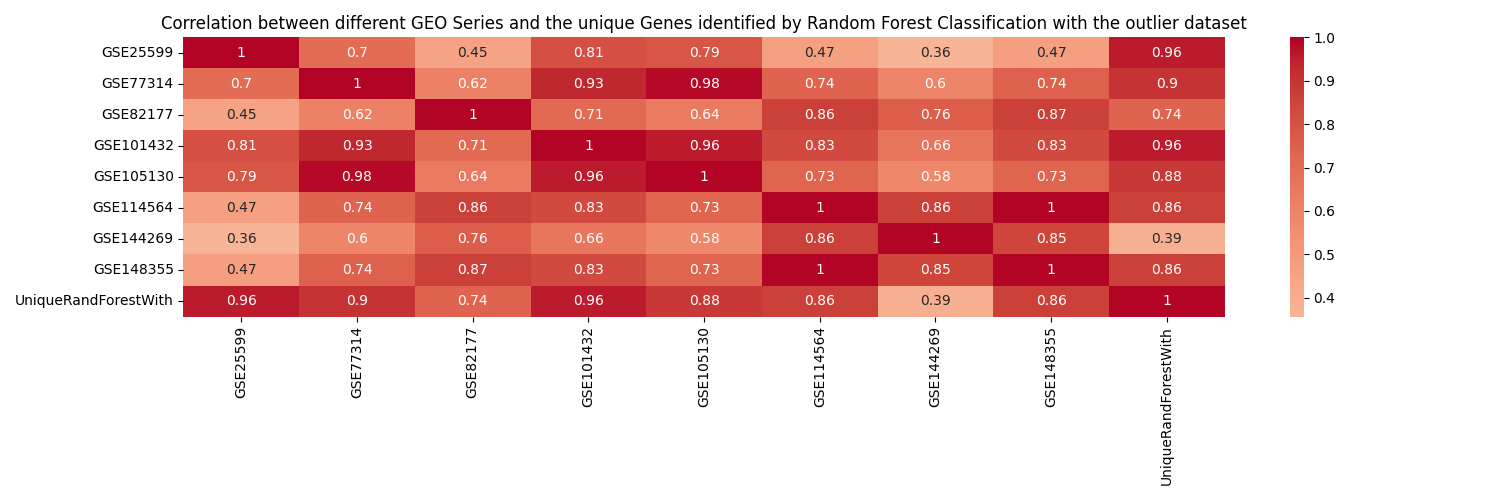 Correlation between different GEO Series and the unique Genes identified by Random Forest Classification with the outlier dataset
GSE25599 1 0.7 0.45 0.81 0.79 0.47 0.36 0.47 0.96
GSE77314 0.7 1 0.62 0.93 0.98 0.74 0.6 0.74 0.9
GSE82177 0.45 0.62 1 0.71 0.64 0.86 0.76 0.87 0.74
GSE101432 0.81 0.93 0.71 1 0.96 0.83 0.66 0.83 0.96
GSE105130 0.79 0.98 0.64 0.96 1 0.73 0.58 0.73 0.88
GSE114564 0.47 0.74 0.86 0.83 0.73 1 0.86 1 0.86
GSE144269 0.36 0.6 0.76 0.66 0.58 0.86 1 0.85 0.39
GSE148355 0.47 0.74 0.87 0.83 0.73 1 0.85 1 0.86
UniqueRandForestWith 0.96 0.9 0.74 0.96 0.88 0.86 0.39 0.86 1
GSE25599
GSE77314
GSE82177
GSE101432
GSE105130
GSE114564
GSE144269
GSE148355
UniqueRandForestWith
1.0
0.9
0.8
0.7
0.6
0.5
0.4